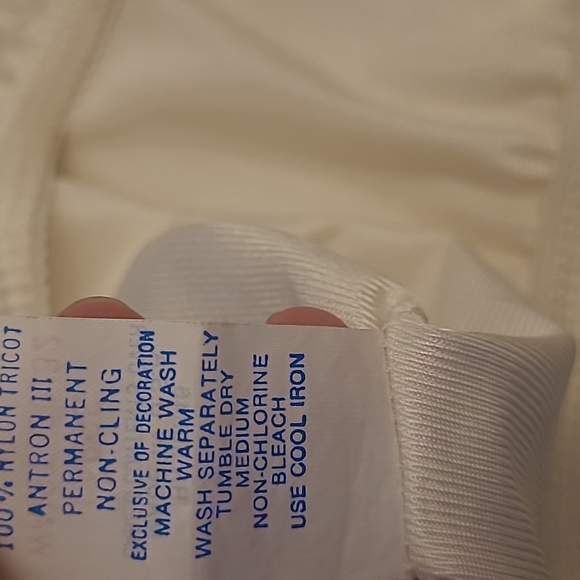 100% NYLON TRICOT
ANTRON III
PERMANENT
NON-CLING
EXCLUSIVE OF DECORATION
MACHINE WASH
WARM
WASH SEPARATELY
TUMBLE DRY
MEDIUM
NON-CHLORINE
BLEACH
USE COOL IRON